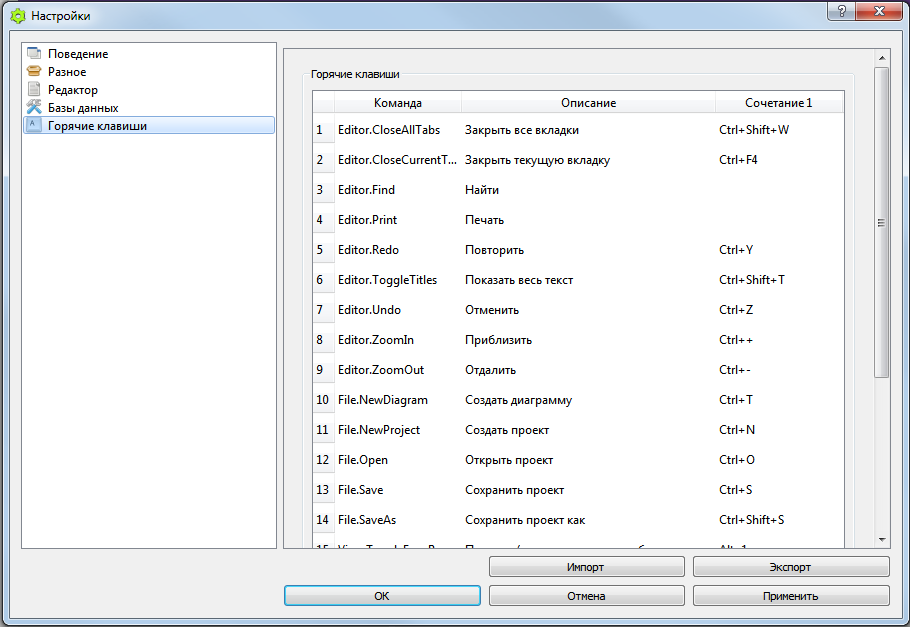 Настройки
Поведение
Разное
Редактор
Базы данных
Горячие клавиши
Горячие клавиши
Команда Описание Сочетание 1
1 Editor.CloseAllTabs Закрыть все вкладки Ctrl+Shift+W
2 Editor.CloseCurrentT... Закрыть текущую вкладку Ctrl+F4
3 Editor.Find Найти
4 Editor.Print Печать
5 Editor.Redo Повторить Ctrl+Y
6 Editor.ToggleTitles Показать весь текст Ctrl+Shift+T
7 Editor.Undo Отменить Ctrl+Z
8 Editor.ZoomIn Приблизить Ctrl++
9 Editor.ZoomOut Отдалить Ctrl+-
10 File.NewDiagram Создать диаграмму Ctrl+T
11 File.NewProject Создать проект Ctrl+N
12 File.Open Открыть проект Ctrl+O
13 File.Save Сохранить проект Ctrl+S
14 File.SaveAs Сохранить проект как Ctrl+Shift+S
Импорт Экспорт
OK Отмена Применить